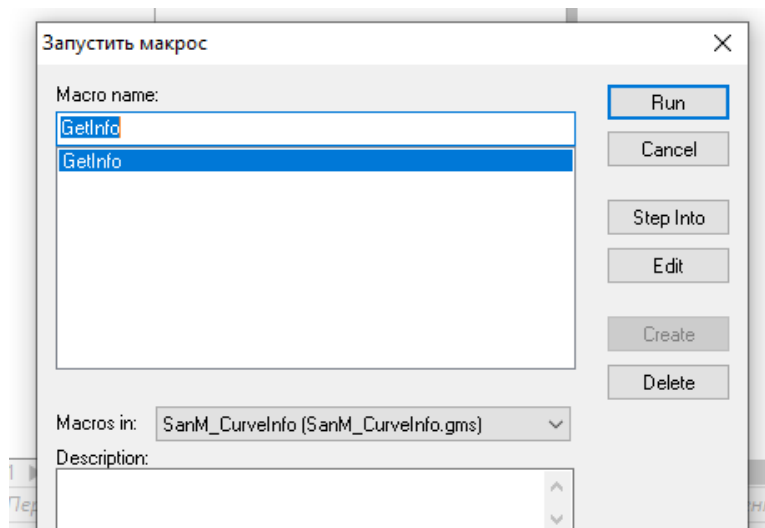 Запустить макрос
Macro name:
GetInfo
GetInfo
Run
Cancel
Step Into
Edit
Create
Delete
Macros in:
SanM_CurveInfo (SanM_CurveInfo.gms)
Description:
1